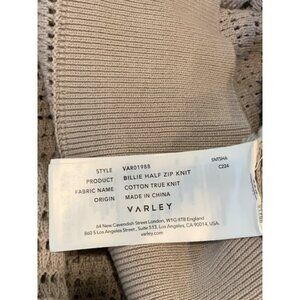 STYLE VAR01988
PRODUCT BILLIE HALF ZIP KNIT
FABRIC NAME COTTON TRUE KNIT
ORIGIN MADE IN CHINA
SNTSHA
C224
VARLEY
64 New Cavendish Street London, W1G 8TB England
860 S Los Angeles Street, Suite 513, Los Angeles, CA 90014, USA
varley.com